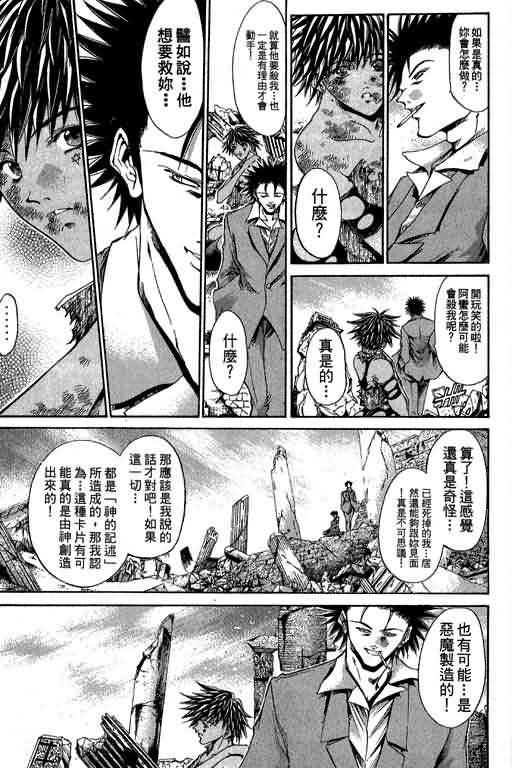 如果是真的…
妳會怎麼做？
什麼？
就算他要殺我…也
一定是有理由才會
動手！
什麼？
醫如說…他
想要救妳…
……
開玩笑的啦！
阿蠻怎麼可能
會殺我呢？
真是的…
算了！這感覺
還真是奇怪…
已經死掉的我…居
然還能夠跟妳見面
！真是不可思議！
那應該是我說的
話才對吧！如果
這一切…
都是「神的記述」
所造成的，那我認
為…這種卡片有可
能真的是由神創造
出來的！
也有可能…是
惡魔製造的！